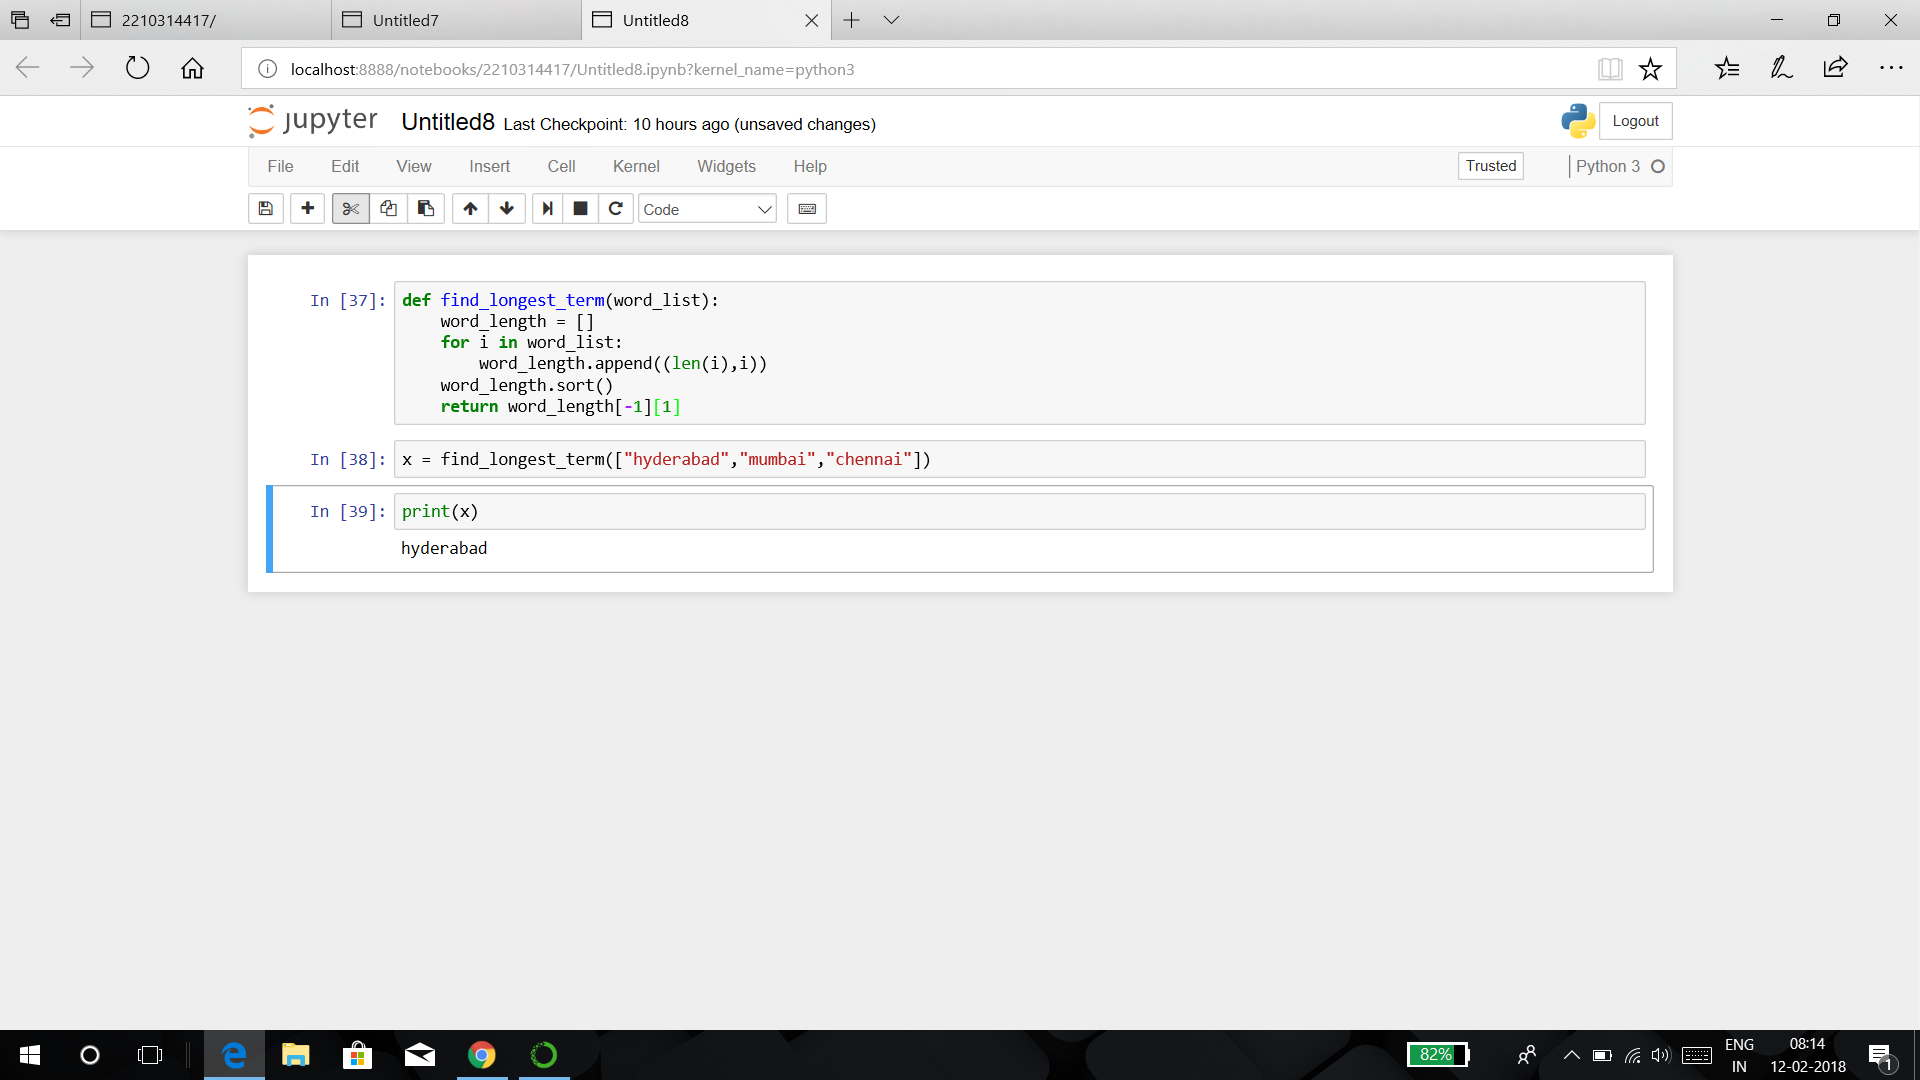 2210314417/ Untitled7 Untitled8
localhost:8888/notebooks/2210314417/Untitled8.ipynb?kernel_name=python3
jupyter Untitled8 Last Checkpoint: 10 hours ago (unsaved changes) Logout
File Edit View Insert Cell Kernel Widgets Help Trusted Python 3
Code
In [37]: def find_longest_term(word_list):
    word_length = []
    for i in word_list:
        word_length.append((len(i),i))
    word_length.sort()
    return word_length[-1][1]
In [38]: x = find_longest_term(["hyderabad","mumbai","chennai"])
In [39]: print(x)
hyderabad
82% ENG 08:14
IN 12-02-2018 1